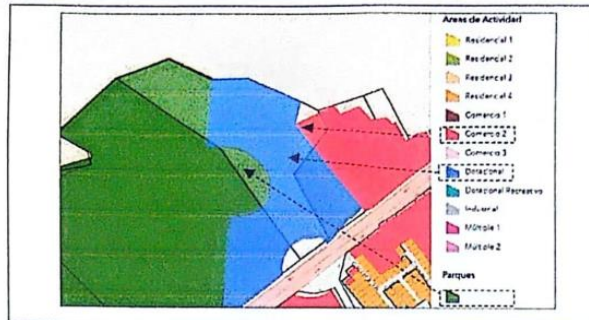 Areas de Actividad
Residencial 1
Residencial 2
Residencial 3
Residencial 4
Comercio 1
Comercio 2
Comercio 3
Dotacional
Dotacional Recreativo
Industrial
Múltiple 1
Múltiple 2
Parques